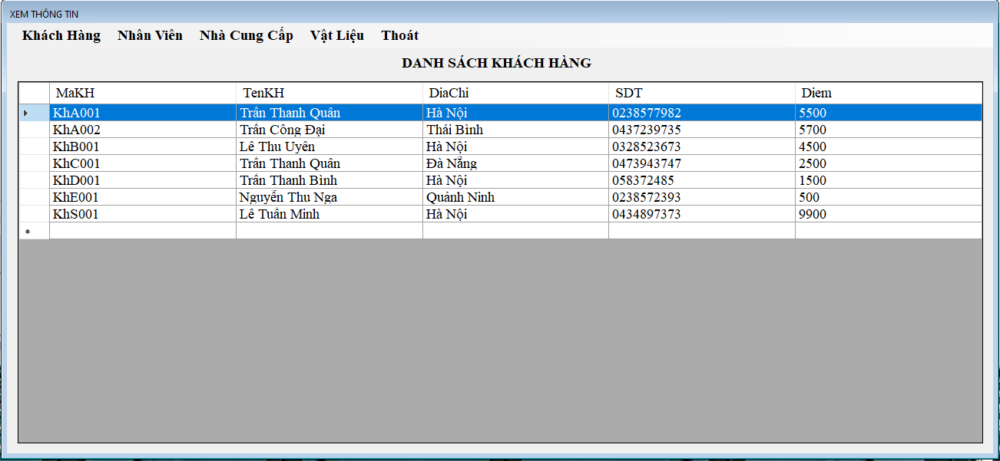 XEM THÔNG TIN
Khách Hàng Nhân Viên Nhà Cung Cấp Vật Liệu Thoát
DANH SÁCH KHÁCH HÀNG
MaKH TenKH DiaChi SDT Diem
KhA001 Trần Thanh Quân Hà Nội 0238577982 5500
KhA002 Trần Công Đại Thái Bình 0437239735 5700
KhB001 Lê Thu Uyên Hà Nội 0328523673 4500
KhC001 Trần Thanh Quân Đà Nẵng 0473943747 2500
KhD001 Trần Thanh Bình Hà Nội 058372485 1500
KhE001 Nguyễn Thu Nga Quảnh Ninh 0238572393 500
KhS001 Lê Tuấn Minh Hà Nội 0434897373 9900